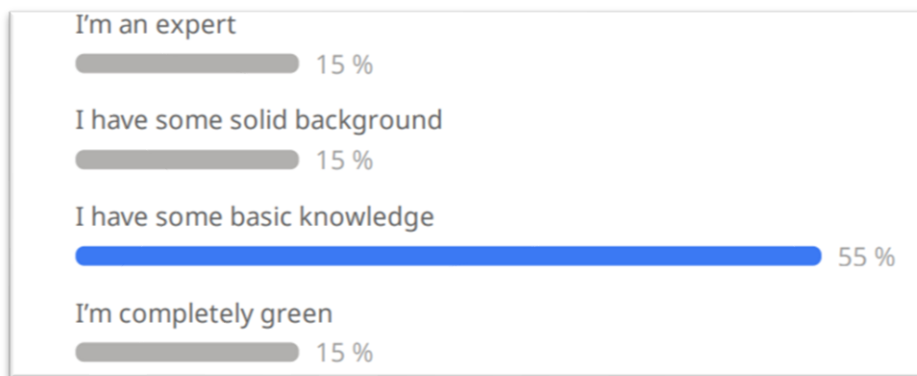 I’m an expert
15 %
I have some solid background
15 %
I have some basic knowledge
55 %
I’m completely green
15 %